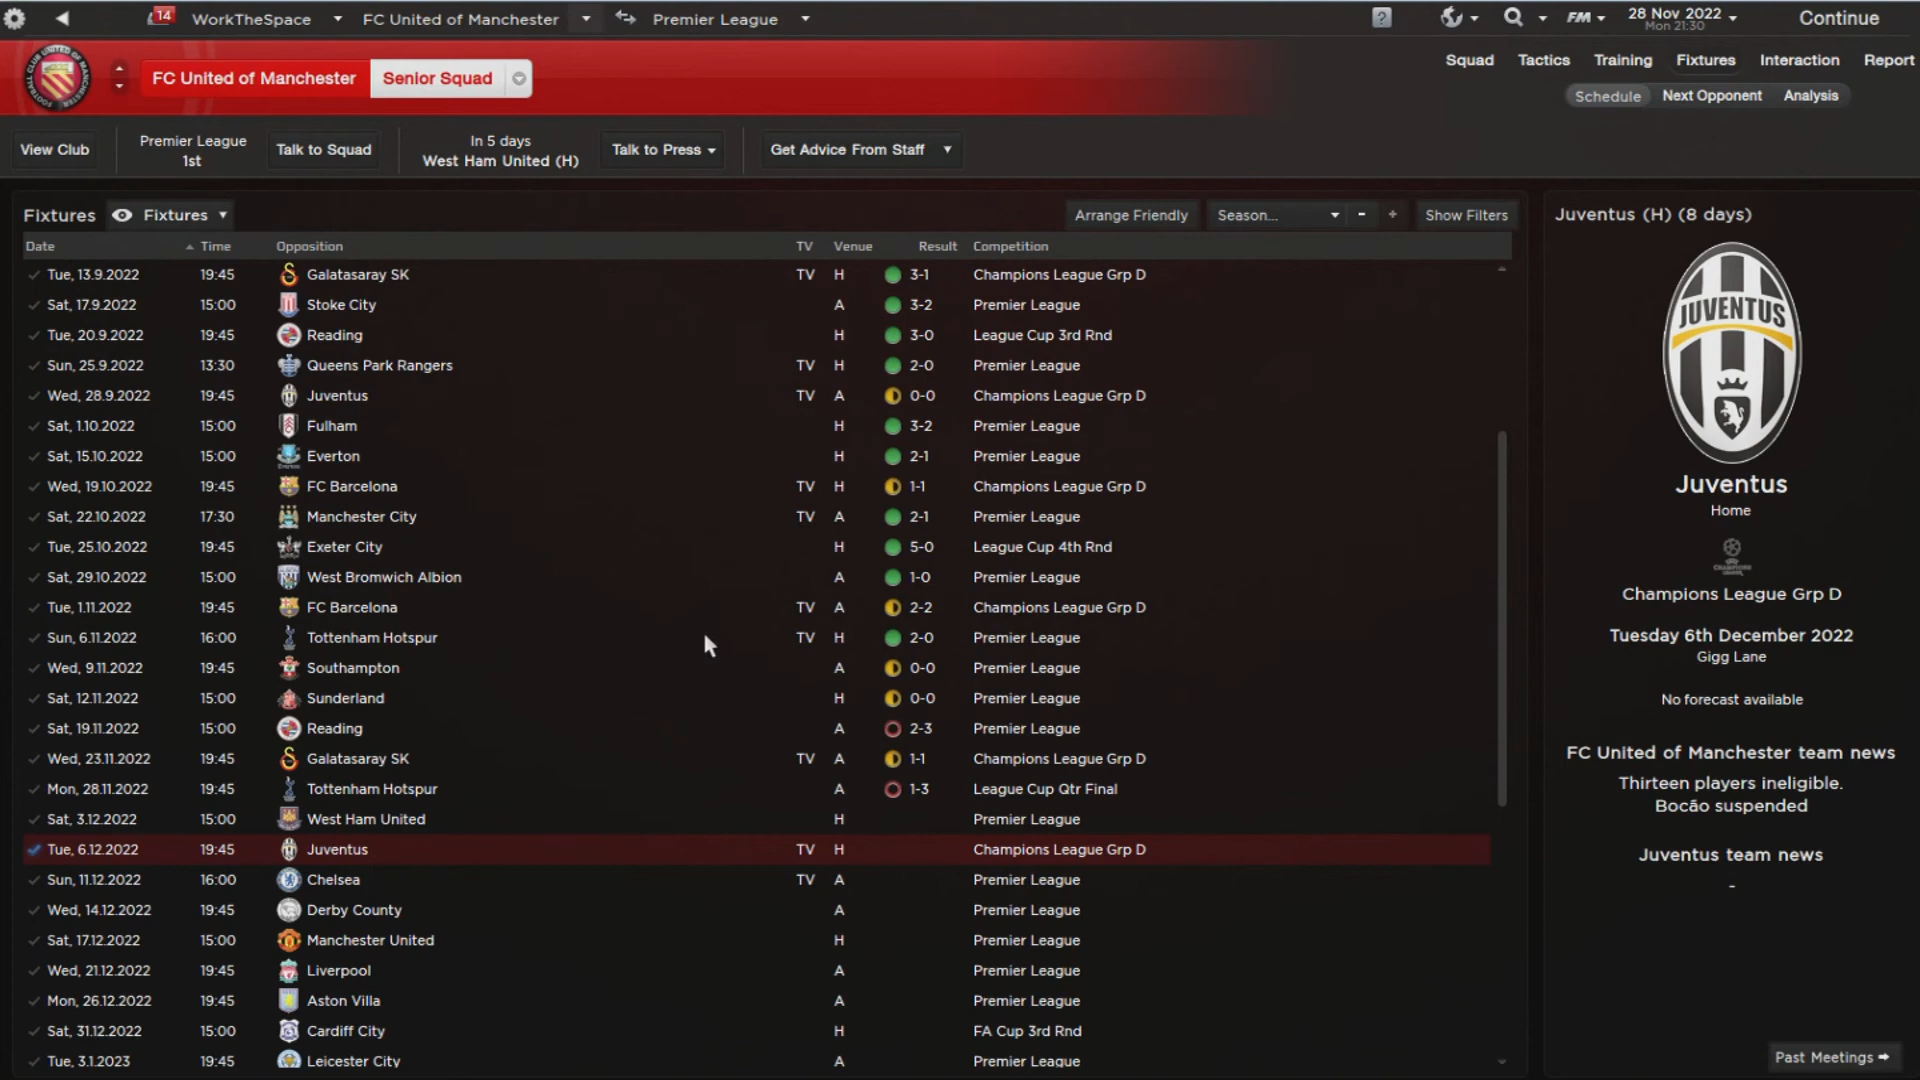 14 WorkTheSpace FC United of Manchester Premier League ? FM 28 Nov 2022 Continue
Mon 21:30
FC United of Manchester Senior Squad
Squad Tactics Training Fixtures Interaction Report
Schedule Next Opponent Analysis
View Club Premier League 1st Talk to Squad In 5 days West Ham United (H) Talk to Press Get Advice From Staff
Fixtures Fixtures Arrange Friendly Season... - + Show Filters
Date Time Opposition TV Venue Result Competition
Tue, 13.9.2022 19:45 Galatasaray SK TV H 3-1 Champions League Grp D
Sat, 17.9.2022 15:00 Stoke City A 3-2 Premier League
Tue, 20.9.2022 19:45 Reading H 3-0 League Cup 3rd Rnd
Sun, 25.9.2022 13:30 Queens Park Rangers TV H 2-0 Premier League
Wed, 28.9.2022 19:45 Juventus TV A 0-0 Champions League Grp D
Sat, 1.10.2022 15:00 Fulham H 3-2 Premier League
Sat, 15.10.2022 15:00 Everton H 2-1 Premier League
Wed, 19.10.2022 19:45 FC Barcelona TV H 1-1 Champions League Grp D
Sat, 22.10.2022 17:30 Manchester City TV A 2-1 Premier League
Tue, 25.10.2022 19:45 Exeter City H 5-0 League Cup 4th Rnd
Sat, 29.10.2022 15:00 West Bromwich Albion A 1-0 Premier League
Tue, 1.11.2022 19:45 FC Barcelona TV A 2-2 Champions League Grp D
Sun, 6.11.2022 16:00 Tottenham Hotspur TV H 2-0 Premier League
Wed, 9.11.2022 19:45 Southampton A 0-0 Premier League
Sat, 12.11.2022 15:00 Sunderland H 0-0 Premier League
Sat, 19.11.2022 15:00 Reading A 2-3 Premier League
Wed, 23.11.2022 19:45 Galatasaray SK TV A 1-1 Champions League Grp D
Mon, 28.11.2022 19:45 Tottenham Hotspur A 1-3 League Cup Qtr Final
Sat, 3.12.2022 15:00 West Ham United H Premier League
Tue, 6.12.2022 19:45 Juventus TV H Champions League Grp D
Sun, 11.12.2022 16:00 Chelsea TV A Premier League
Wed, 14.12.2022 19:45 Derby County A Premier League
Sat, 17.12.2022 15:00 Manchester United H Premier League
Wed, 21.12.2022 19:45 Liverpool A Premier League
Mon, 26.12.2022 19:45 Aston Villa A Premier League
Sat, 31.12.2022 15:00 Cardiff City H FA Cup 3rd Rnd
Tue, 3.1.2023 19:45 Leicester City A Premier League
Juventus (H) (8 days)
JUVENTUS
Juventus
Home
Champions League Grp D
Tuesday 6th December 2022
Gigg Lane
No forecast available
FC United of Manchester team news
Thirteen players ineligible.
Bocão suspended
Juventus team news
-
Past Meetings